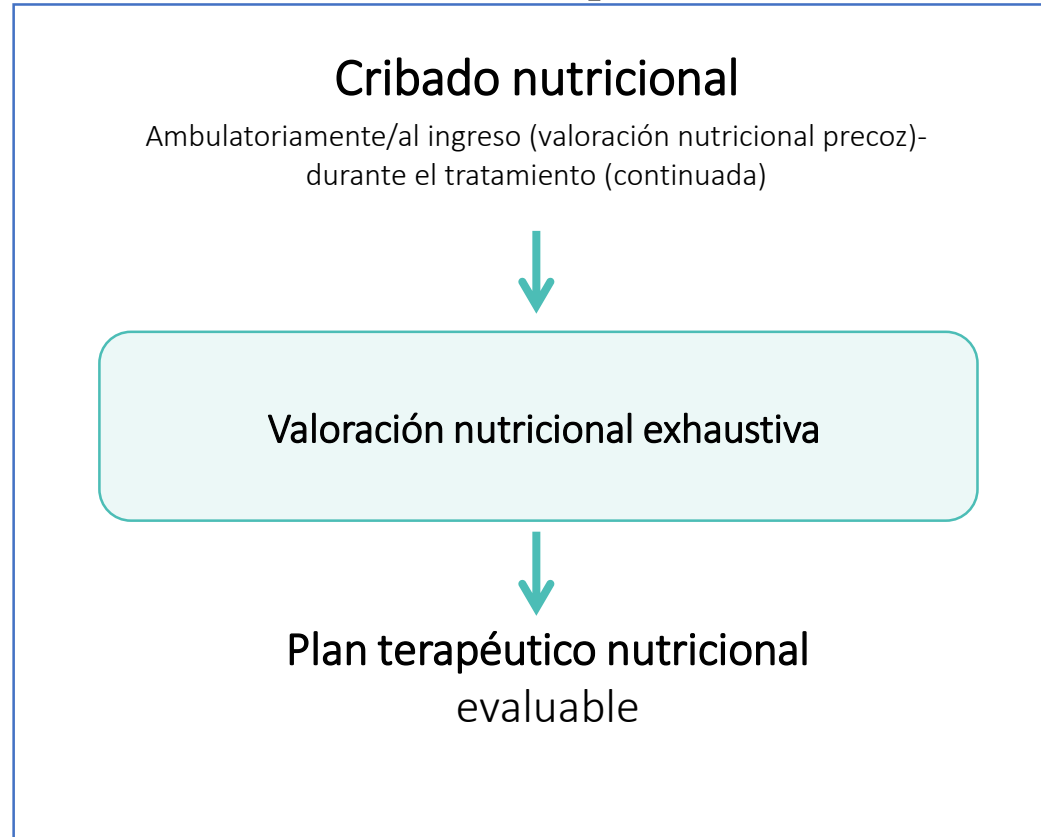 Cribado nutricional
Ambulatoriamente/al ingreso (valoración nutricional precoz)-
durante el tratamiento (continuada)
Valoración nutricional exhaustiva
Plan terapéutico nutricional
evaluable